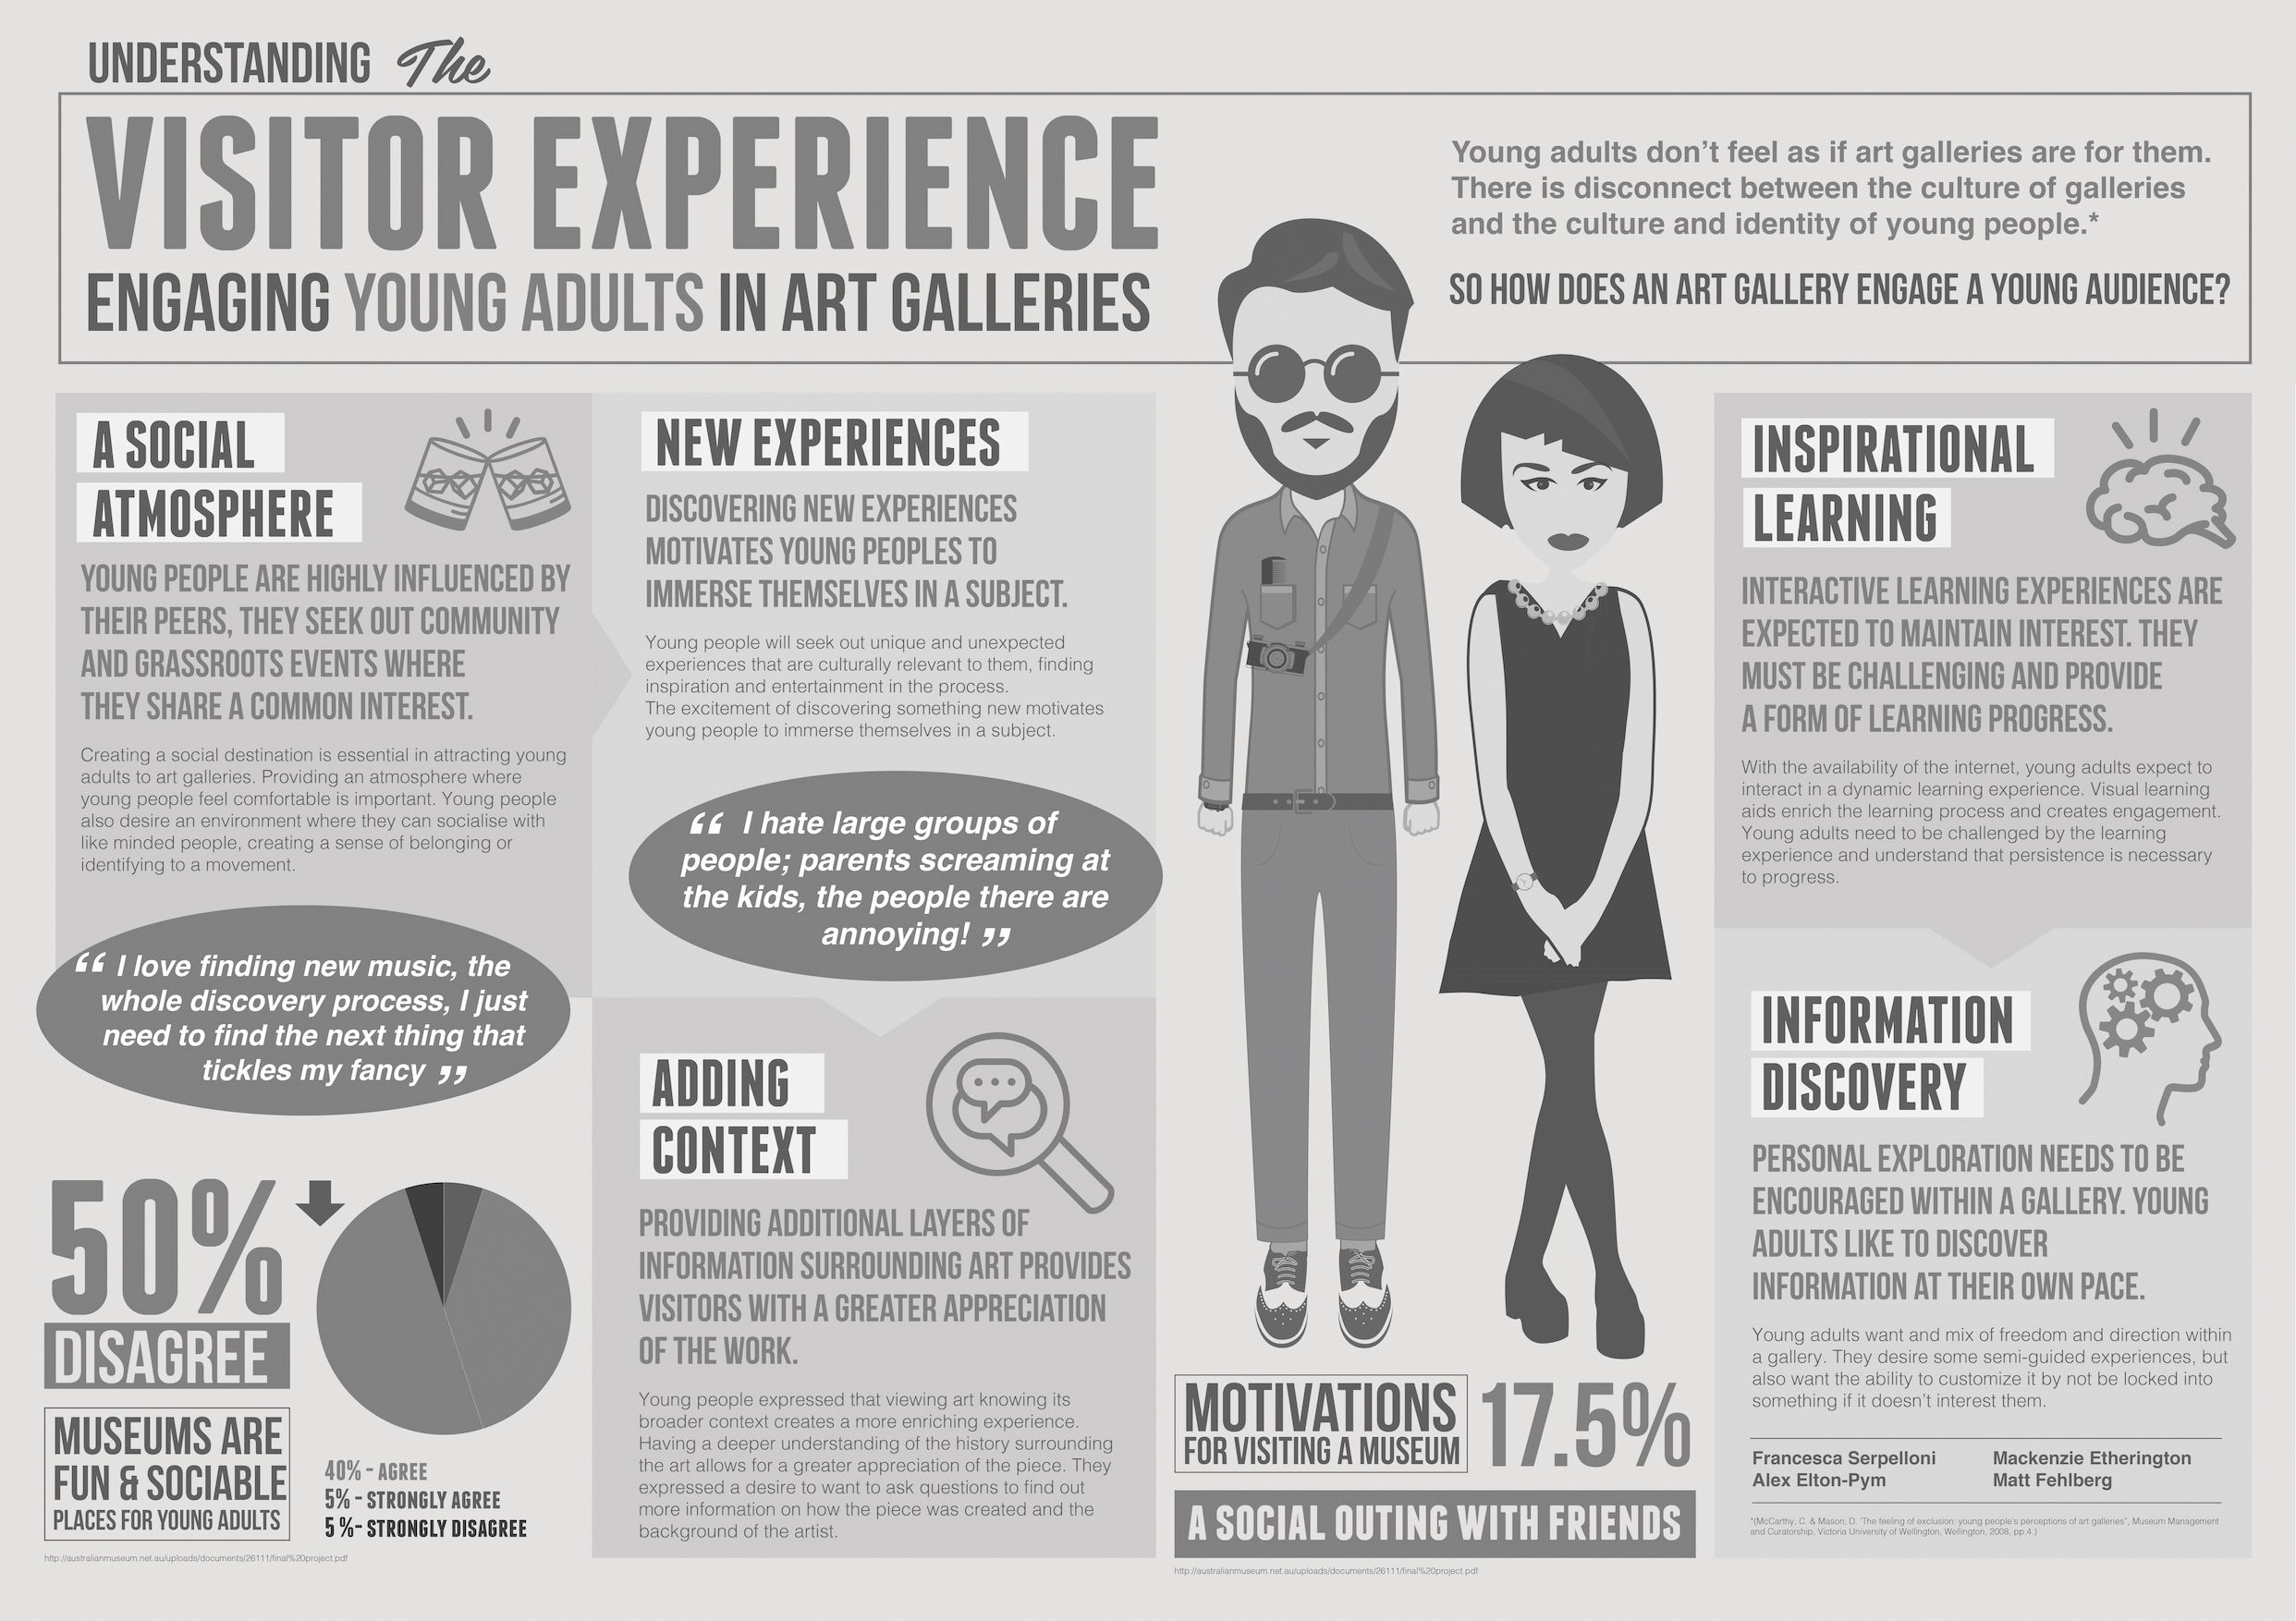 UNDERSTANDING The
VISITOR EXPERIENCE
ENGAGING YOUNG ADULTS IN ART GALLERIES
Young adults don't feel as if art galleries are for them.
There is disconnect between the culture of galleries
and the culture and identity of young people.*
SO HOW DOES AN ART GALLERY ENGAGE A YOUNG AUDIENCE?
A SOCIAL
ATMOSPHERE
YOUNG PEOPLE ARE HIGHLY INFLUENCED BY
THEIR PEERS, THEY SEEK OUT COMMUNITY
AND GRASSROOTS EVENTS WHERE
THEY SHARE A COMMON INTEREST.
Creating a social destination is essential in attracting young
adults to art galleries. Providing an atmosphere where
young people feel comfortable is important. Young people
also desire an environment where they can socialise with
like minded people, creating a sense of belonging or
identifying to a movement.
“ I love finding new music, the
whole discovery process, I just
need to find the next thing that
tickles my fancy ”
50%
DISAGREE
MUSEUMS ARE
FUN & SOCIABLE
PLACES FOR YOUNG ADULTS
40% - AGREE
5% - STRONGLY AGREE
5 %- STRONGLY DISAGREE
http://australianmuseum.net.au/uploads/documents/26111/final%20project.pdf
NEW EXPERIENCES
DISCOVERING NEW EXPERIENCES
MOTIVATES YOUNG PEOPLES TO
IMMERSE THEMSELVES IN A SUBJECT.
Young people will seek out unique and unexpected
experiences that are culturally relevant to them, finding
inspiration and entertainment in the process.
The excitement of discovering something new motivates
young people to immerse themselves in a subject.
“ I hate large groups of
people; parents screaming at
the kids, the people there are
annoying! ”
ADDING
CONTEXT
PROVIDING ADDITIONAL LAYERS OF
INFORMATION SURROUNDING ART PROVIDES
VISITORS WITH A GREATER APPRECIATION
OF THE WORK.
Young people expressed that viewing art knowing its
broader context creates a more enriching experience.
Having a deeper understanding of the history surrounding
the art allows for a greater appreciation of the piece. They
expressed a desire to want to ask questions to find out
more information on how the piece was created and the
background of the artist.
MOTIVATIONS
FOR VISITING A MUSEUM
17.5%
A SOCIAL OUTING WITH FRIENDS
http://australianmuseum.net.au/uploads/documents/26111/final%20project.pdf
INSPIRATIONAL
LEARNING
INTERACTIVE LEARNING EXPERIENCES ARE
EXPECTED TO MAINTAIN INTEREST. THEY
MUST BE CHALLENGING AND PROVIDE
A FORM OF LEARNING PROGRESS.
With the availability of the internet, young adults expect to
interact in a dynamic learning experience. Visual learning
aids enrich the learning process and creates engagement.
Young adults need to be challenged by the learning
experience and understand that persistence is necessary
to progress.
INFORMATION
DISCOVERY
PERSONAL EXPLORATION NEEDS TO BE
ENCOURAGED WITHIN A GALLERY. YOUNG
ADULTS LIKE TO DISCOVER
INFORMATION AT THEIR OWN PACE.
Young adults want and mix of freedom and direction within
a gallery. They desire some semi-guided experiences, but
also want the ability to customize it by not be locked into
something if it doesn't interest them.
Francesca Serpelloni Mackenzie Etherington
Alex Elton-Pym Matt Fehlberg
*(McCarthy, C. & Mason, D. 'The feeling of exclusion: young people's perceptions of art galleries", Museum Management
and Curatorship, Victoria University of Wellington, Wellington, 2008, pp.4.)